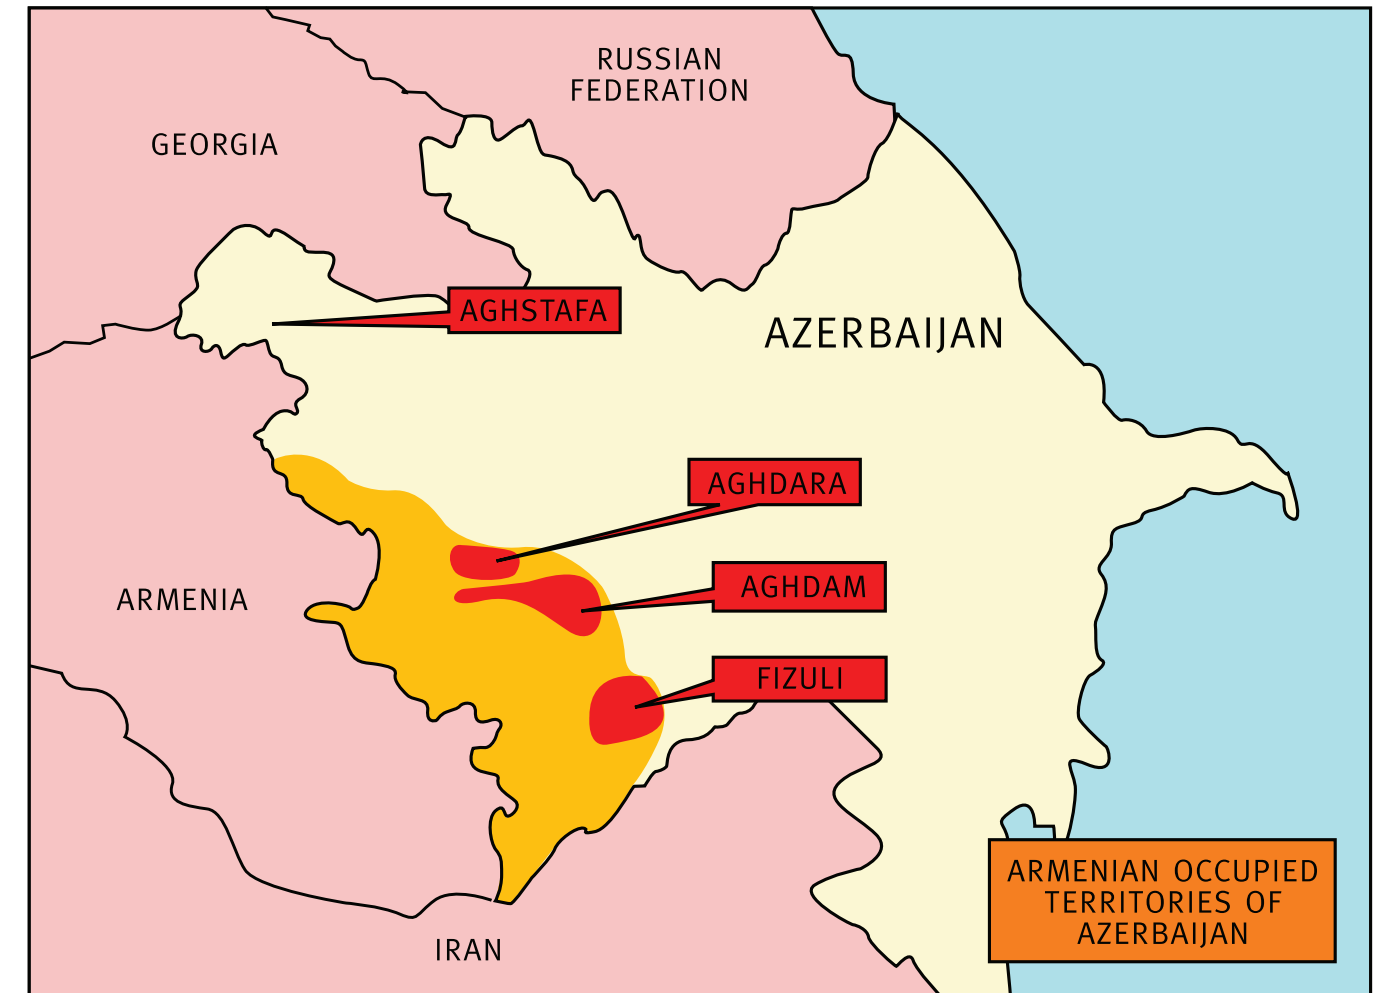 RUSSIAN
FEDERATION
GEORGIA
AGHSTAFA
AZERBAIJAN
AGHDARA
AGHDAM
ARMENIA
FIZULI
ARMENIAN OCCUPIED
TERRITORIES OF
AZERBAIJAN
IRAN